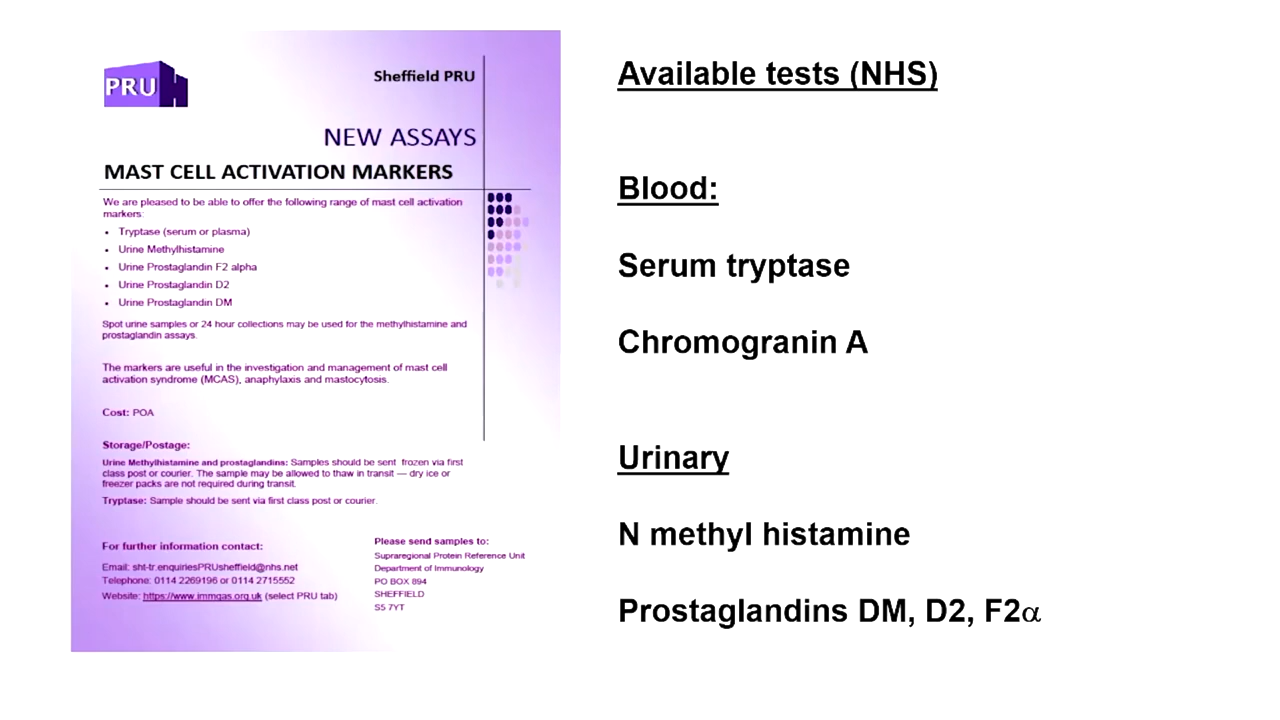 PRU
Sheffield PRU
NEW ASSAYS
MAST CELL ACTIVATION MARKERS
We are pleased to be able to offer the following range of mast cell activation
markers:
• Tryptase (serum or plasma)
• Urine Methylhistamine
• Urine Prostaglandin F2 alpha
• Urine Prostaglandin D2
• Urine Prostaglandin DM
Spot urine samples or 24 hour collections may be used for the methylhistamine and
prostaglandin assays.
The markers are useful in the investigation and management of mast cell
activation syndrome (MCAS), anaphylaxis and mastocytosis.
Cost: POA
Storage/Postage:
Urine Methylhistamine and prostaglandins: Samples should be sent frozen via first
class post or courier. The sample may be allowed to thaw in transit — dry ice or
freezer packs are not required during transit.
Tryptase: Sample should be sent via first class post or courier.
For further information contact:
Email: sht-tr.enquiriesPRUsheffield@nhs.net
Telephone: 0114 2269196 or 0114 2715552
Website: https://www.immqas.org.uk (select PRU tab)
Please send samples to:
Supraregional Protein Reference Unit
Department of Immunology
PO BOX 894
SHEFFIELD
S5 7YT
Available tests (NHS)
Blood:
Serum tryptase
Chromogranin A
Urinary
N methyl histamine
Prostaglandins DM, D2, F2α